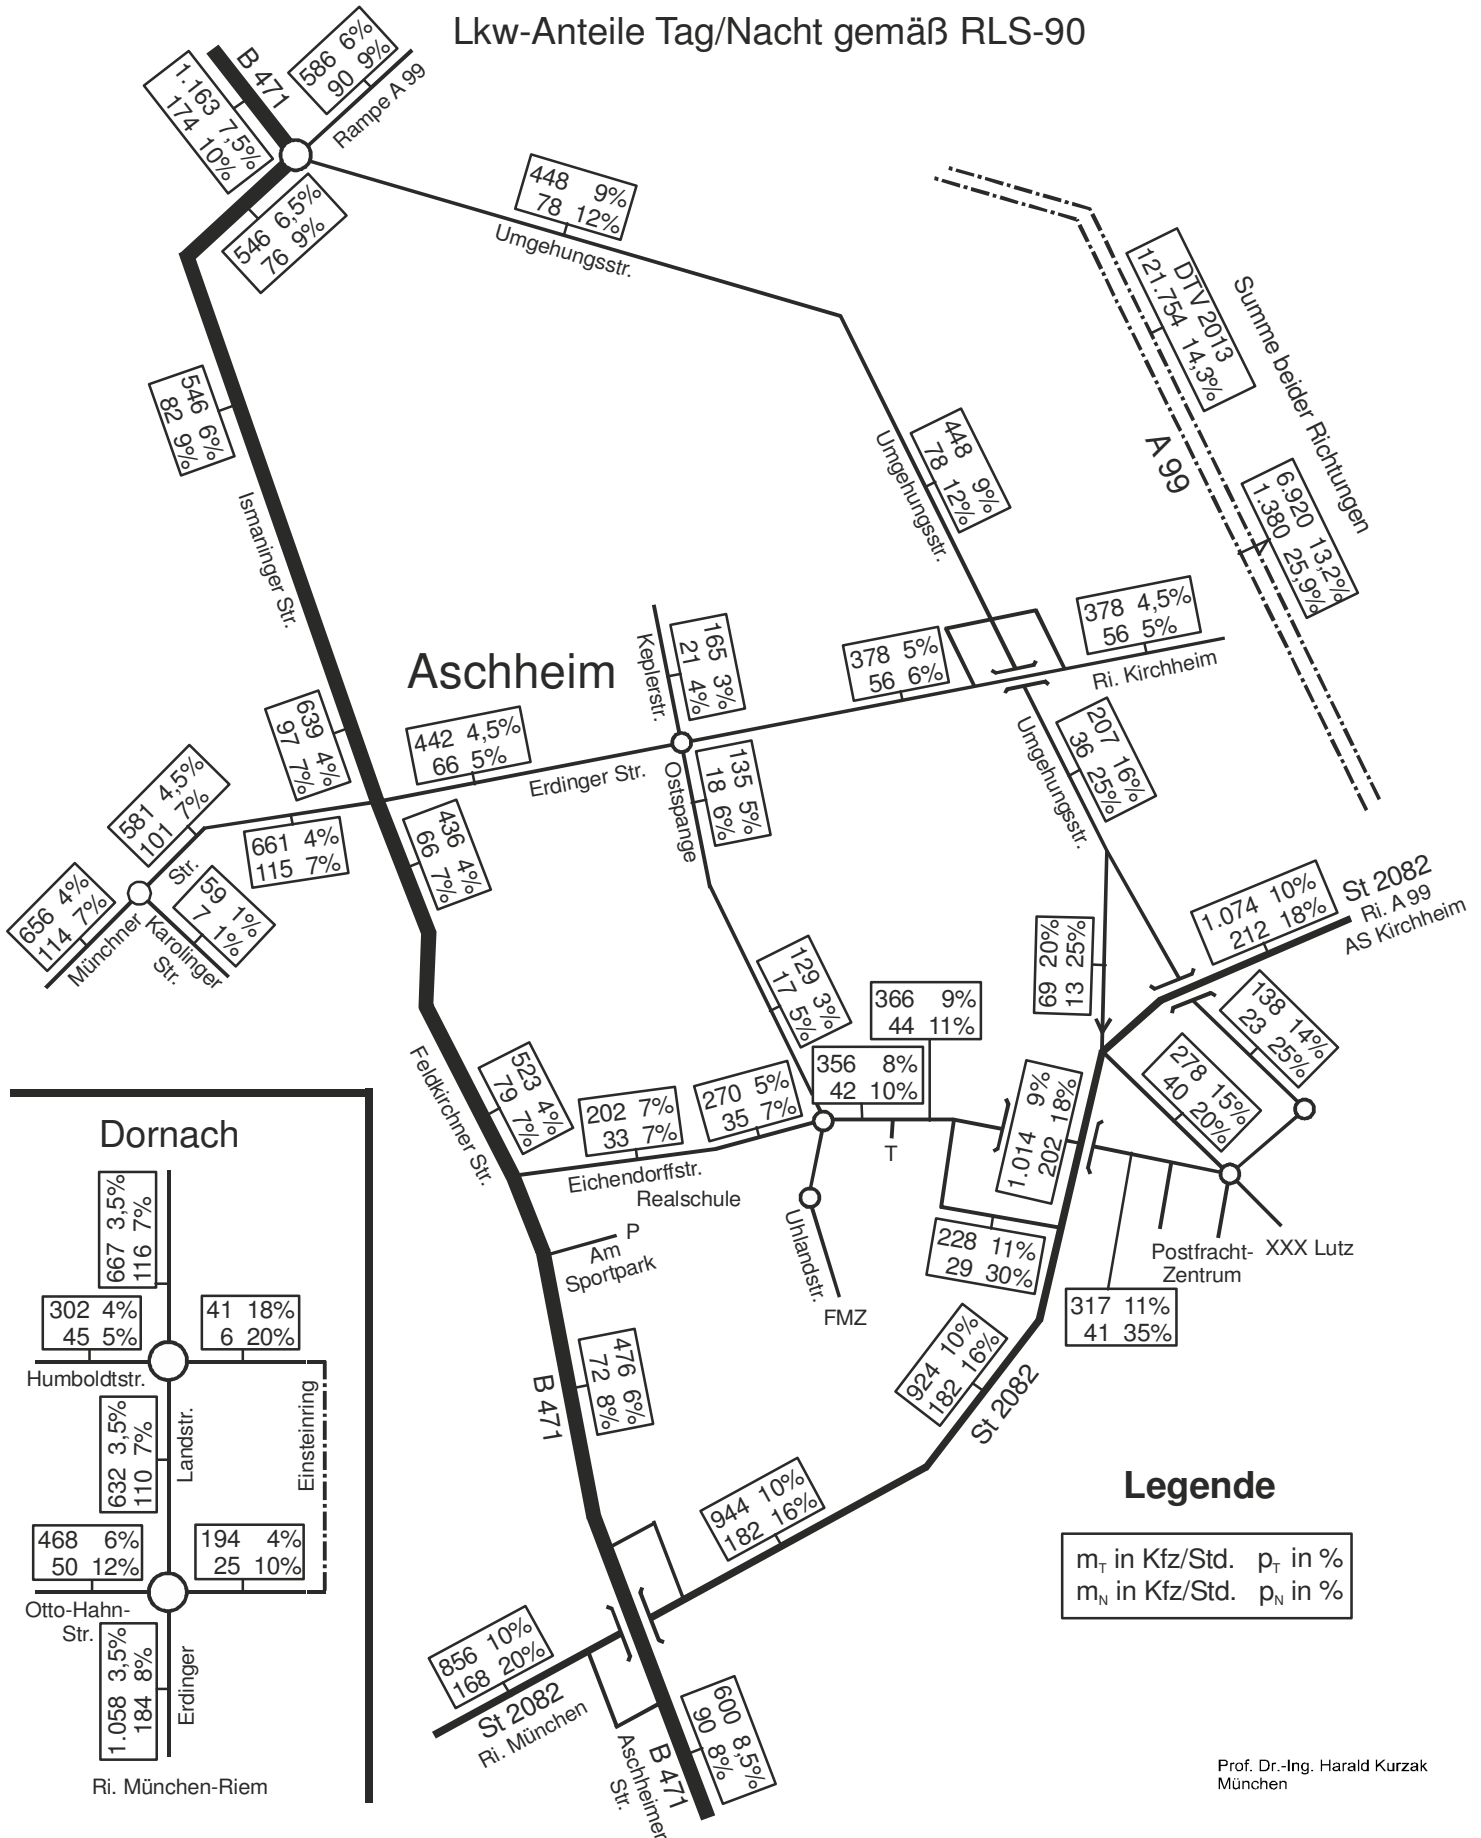 Lkw-Anteile Tag/Nacht gemäß RLS-90
B 471
1.163 7,5%
174 10%
586 6%
90 9%
Rampe A 99
546 6,5%
76 9%
448 9%
78 12%
Umgehungsstr.
DTV 2013
121.754 14,3%
Summe beider Richtungen
A 99
6.920 13,2%
1.380 25,9%
546 6%
82 9%
Ismaninger Str.
448 9%
78 12%
Umgehungsstr.
Aschheim
Keplerstr.
165 3%
21 4%
378 5%
56 6%
378 4,5%
56 5%
Ri. Kirchheim
639 4%
97 7%
442 4,5%
66 5%
Erdinger Str.
Ostspange
135 5%
18 6%
Umgehungsstr.
207 16%
36 25%
581 4,5%
101 7%
661 4%
115 7%
436 4%
66 7%
656 4%
114 7%
Münchner
Str.
59 1%
7 1%
Karolinger
Str.
1.074 10%
212 18%
St 2082
Ri. A 99
AS Kirchheim
69 20%
13 25%
129 3%
17 5%
366 9%
44 11%
356 8%
42 10%
138 14%
23 25%
278 15%
40 20%
1.014 9%
202 18%
Feldkirchner Str.
523 4%
79 7%
202 7%
33 7%
270 5%
35 7%
Eichendorffstr.
Realschule
T
P
Am
Sportpark
Uhlandstr.
FMZ
228 11%
29 30%
317 11%
41 35%
Postfracht-
Zentrum
XXX Lutz
B 471
476 6%
72 8%
924 10%
182 16%
St 2082
944 10%
182 16%
856 10%
168 20%
St 2082
Ri. München
Aschheimer
Str.
B 471
600 8,5%
90 8%
Dornach
667 3,5%
116 7%
302 4%
45 5%
41 18%
6 20%
Humboldtstr.
632 3,5%
110 7%
Landstr.
Einsteinring
468 6%
50 12%
194 4%
25 10%
Otto-Hahn-
Str.
1.058 3,5%
184 8%
Erdinger
Ri. München-Riem
Legende
mT in Kfz/Std. pT in %
mN in Kfz/Std. pN in %
Prof. Dr.-Ing. Harald Kurzak
München